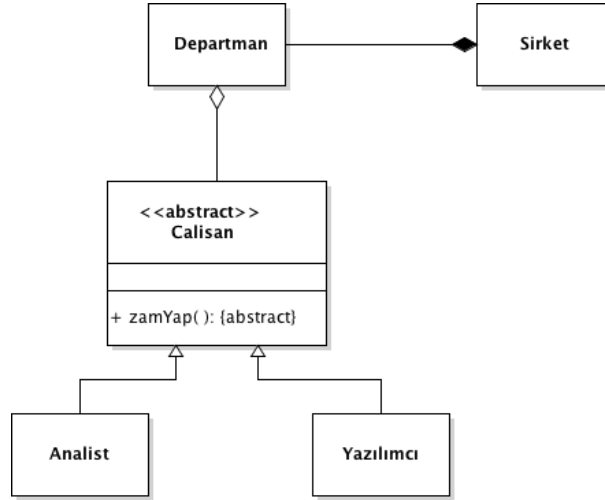 Departman
Sirket
<<abstract>>
Calisan
+ zamYap( ): {abstract}
Analist
Yazılımcı